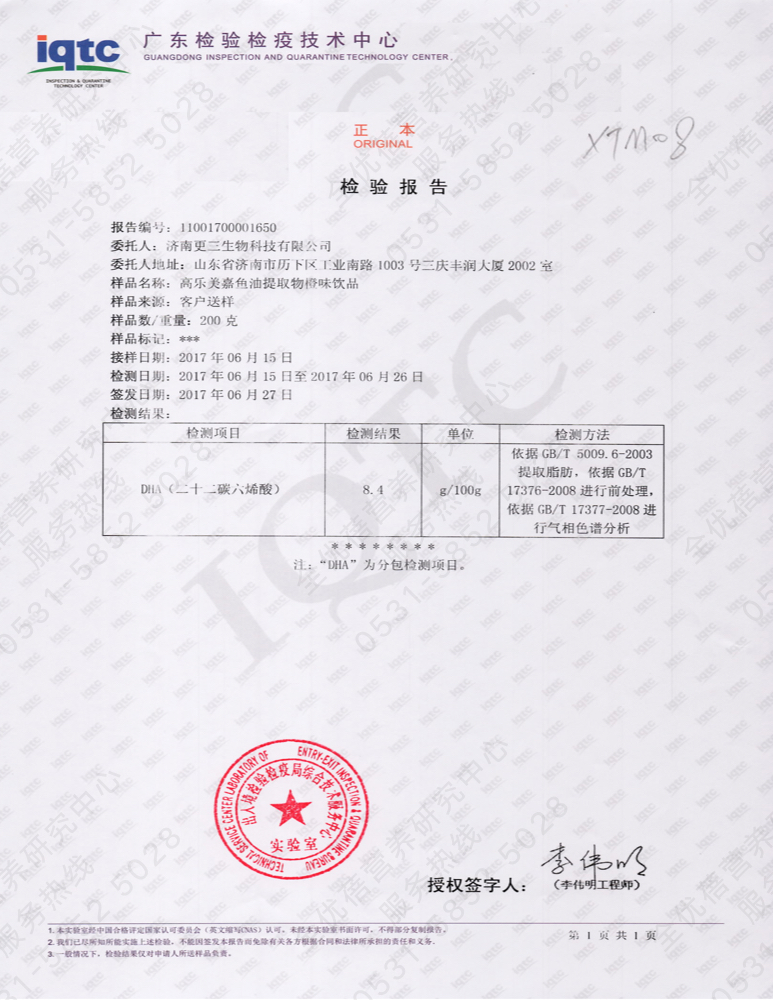 iqtc
INSPECTION & QUARANTINE
TECHNOLOGY CENTER
广东检验检疫技术中心
GUANGDONG INSPECTION AND QUARANTINE TECHNOLOGY CENTER.
正 本
ORIGINAL
XTM08
检验报告
报告编号：11001700001650
委托人：济南更三生物科技有限公司
委托人地址：山东省济南市历下区工业南路 1003 号三庆丰润大厦 2002 室
样品名称：高乐美嘉鱼油提取物橙味饮品
样品来源：客户送样
样品数/重量：200 克
样品标记：***
接样日期：2017 年 06 月 15 日
检测日期：2017 年 06 月 15 日至 2017 年 06 月 26 日
签发日期：2017 年 06 月 27 日
检测结果：
检测项目 检测结果 单位 检测方法
DHA（二十二碳六烯酸） 8.4 g/100g 依据 GB/T 5009.6-2003
提取脂肪，依据 GB/T
17376-2008 进行前处理，
依据 GB/T 17377-2008 进
行气相色谱分析
* * * * * * * *
注：“DHA”为分包检测项目。
IQTC
TECHNICAL SERVICE CENTER LABORATORY OF ENTRY-EXIT INSPECTION & QUARANTINE BUREAU
出入境检验检疫局综合技术服务中心
实验室
李伟明
授权签字人：
（李伟明工程师）
1. 本实验室经中国合格评定国家认可委员会（英文缩写CNAS）认可。未经本实验室书面许可，不得部分复制报告。
2. 我们已尽所知所能实施上述检验，不能因签发本报告而免除有关各方根据合同和法律所承担的责任和义务。
3. 一般情况下，检验结果仅对申请人所送样品负责。
第 1 页 共 1 页
全优信营养研究中心
服务热线
0531-5852 5028